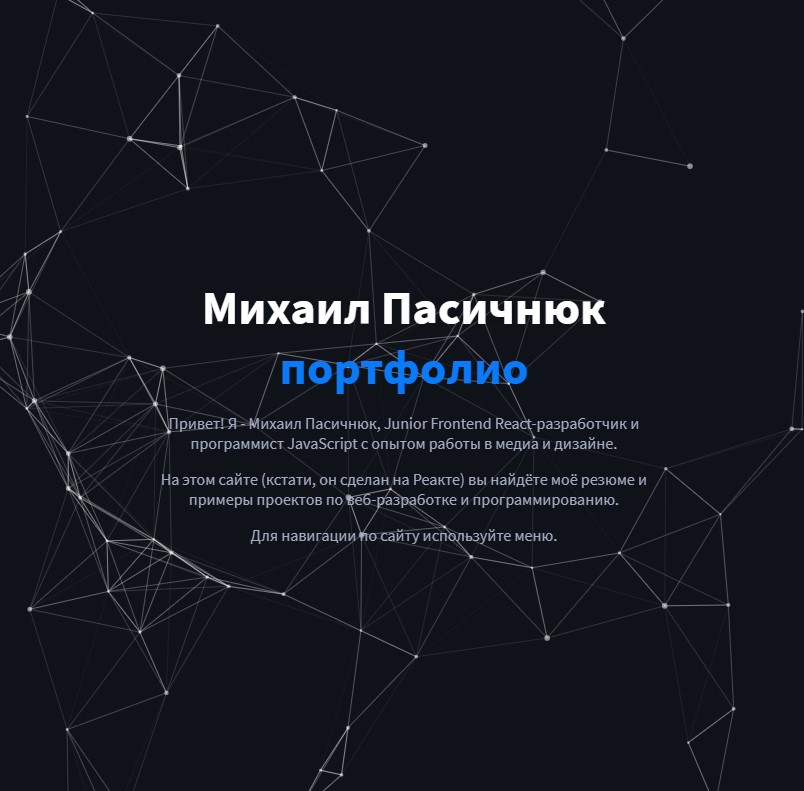 Михаил Пасичнюк
портфолио
Привет! Я - Михаил Пасичнюк, Junior Frontend React-разработчик и
программист JavaScript с опытом работы в медиа и дизайне.
На этом сайте (кстати, он сделан на Реакте) вы найдёте моё резюме и
примеры проектов по веб-разработке и программированию.
Для навигации по сайту используйте меню.